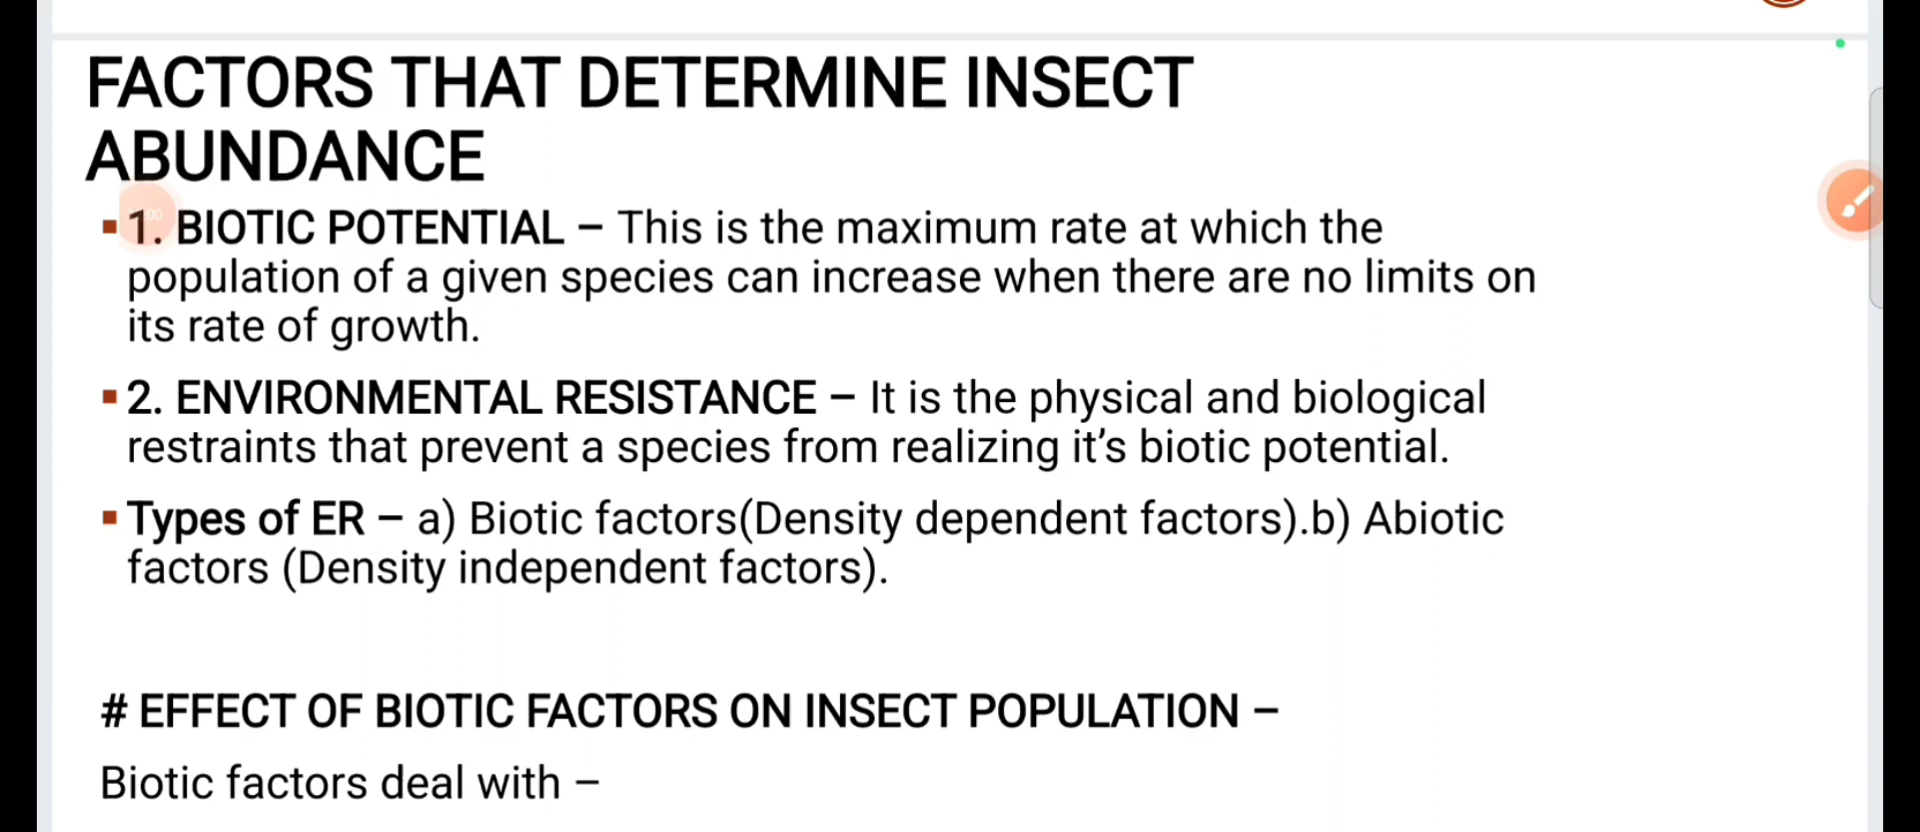 FACTORS THAT DETERMINE INSECT
ABUNDANCE
▪1. BIOTIC POTENTIAL – This is the maximum rate at which the
population of a given species can increase when there are no limits on
its rate of growth.
▪2. ENVIRONMENTAL RESISTANCE – It is the physical and biological
restraints that prevent a species from realizing it’s biotic potential.
▪Types of ER – a) Biotic factors(Density dependent factors).b) Abiotic
factors (Density independent factors).
# EFFECT OF BIOTIC FACTORS ON INSECT POPULATION –
Biotic factors deal with –